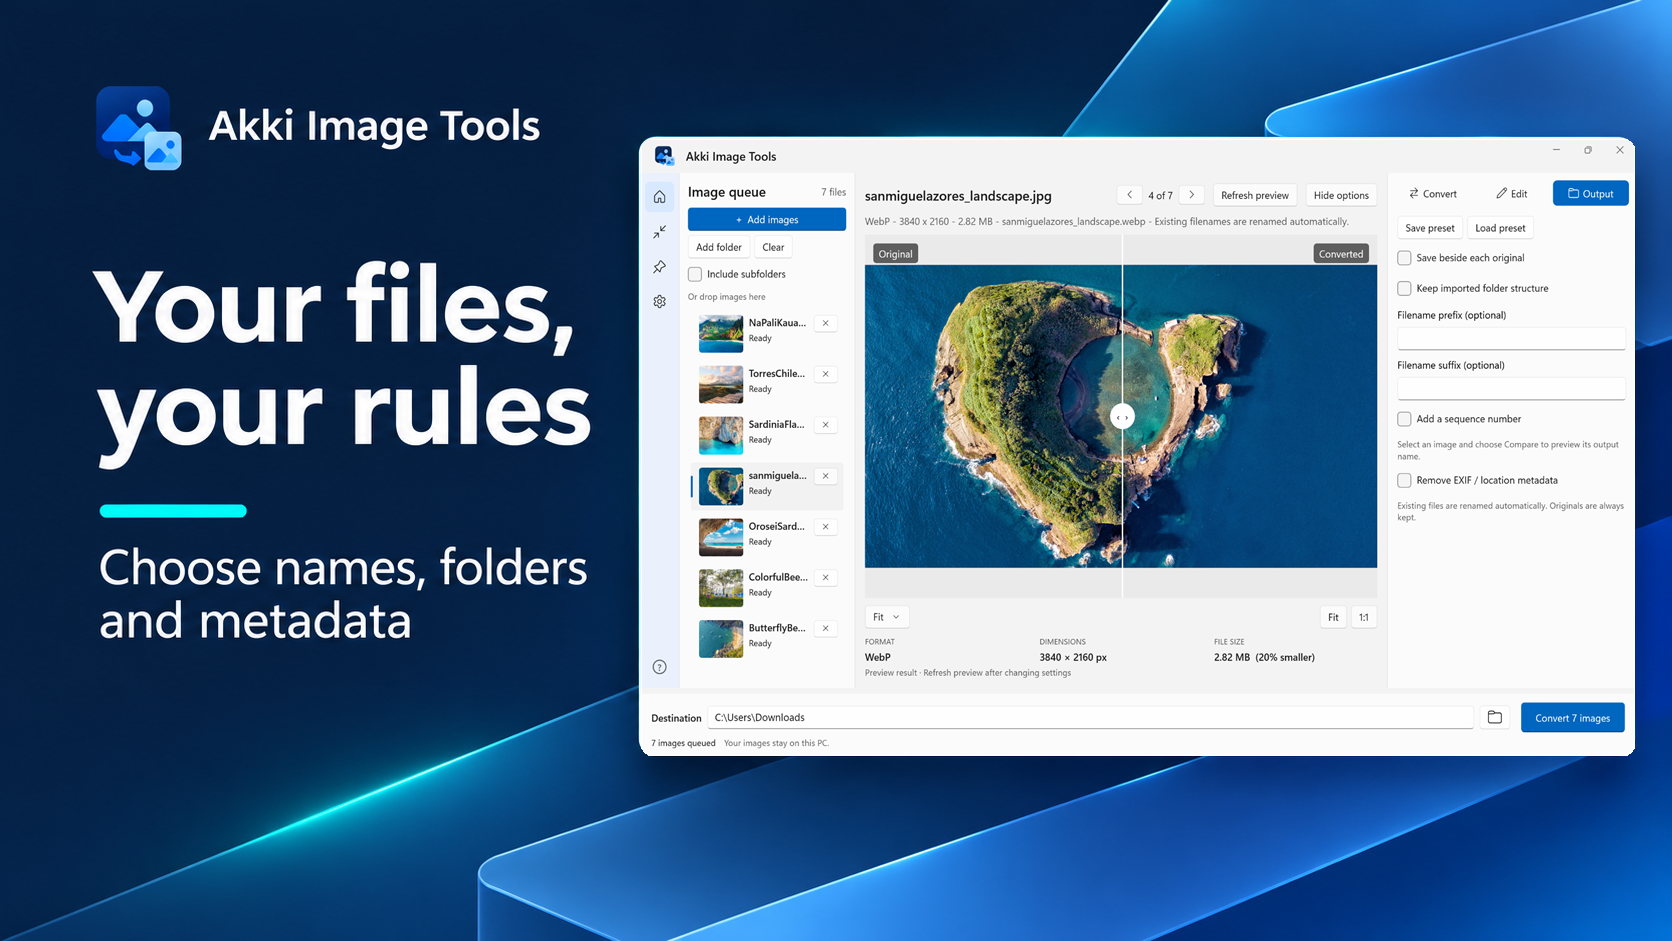 Akki Image Tools
Your files,
your rules
Choose names, folders
and metadata
Akki Image Tools
Image queue
7 files
+ Add images
Add folder
Clear
Include subfolders
Or drop images here
NaPaliKaua...
Ready
TorresChile...
Ready
SardiniaFla...
Ready
sanmiguela...
Ready
OroseiSard...
Ready
ColorfulBee...
Ready
ButterflyBe...
Ready
sanmiguelazores_landscape.jpg
4 of 7
Refresh preview
Hide options
WebP - 3840 x 2160 - 2.82 MB - sanmiguelazores_landscape.webp - Existing filenames are renamed automatically.
Original
Converted
Fit
Fit
1:1
FORMAT
WebP
DIMENSIONS
3840 × 2160 px
FILE SIZE
2.82 MB (20% smaller)
Preview result · Refresh preview after changing settings
Convert
Edit
Output
Save preset
Load preset
Save beside each original
Keep imported folder structure
Filename prefix (optional)
Filename suffix (optional)
Add a sequence number
Select an image and choose Compare to preview its output
name.
Remove EXIF / location metadata
Existing files are renamed automatically. Originals are always
kept.
Destination
C:\Users\Downloads
Convert 7 images
7 images queued
Your images stay on this PC.